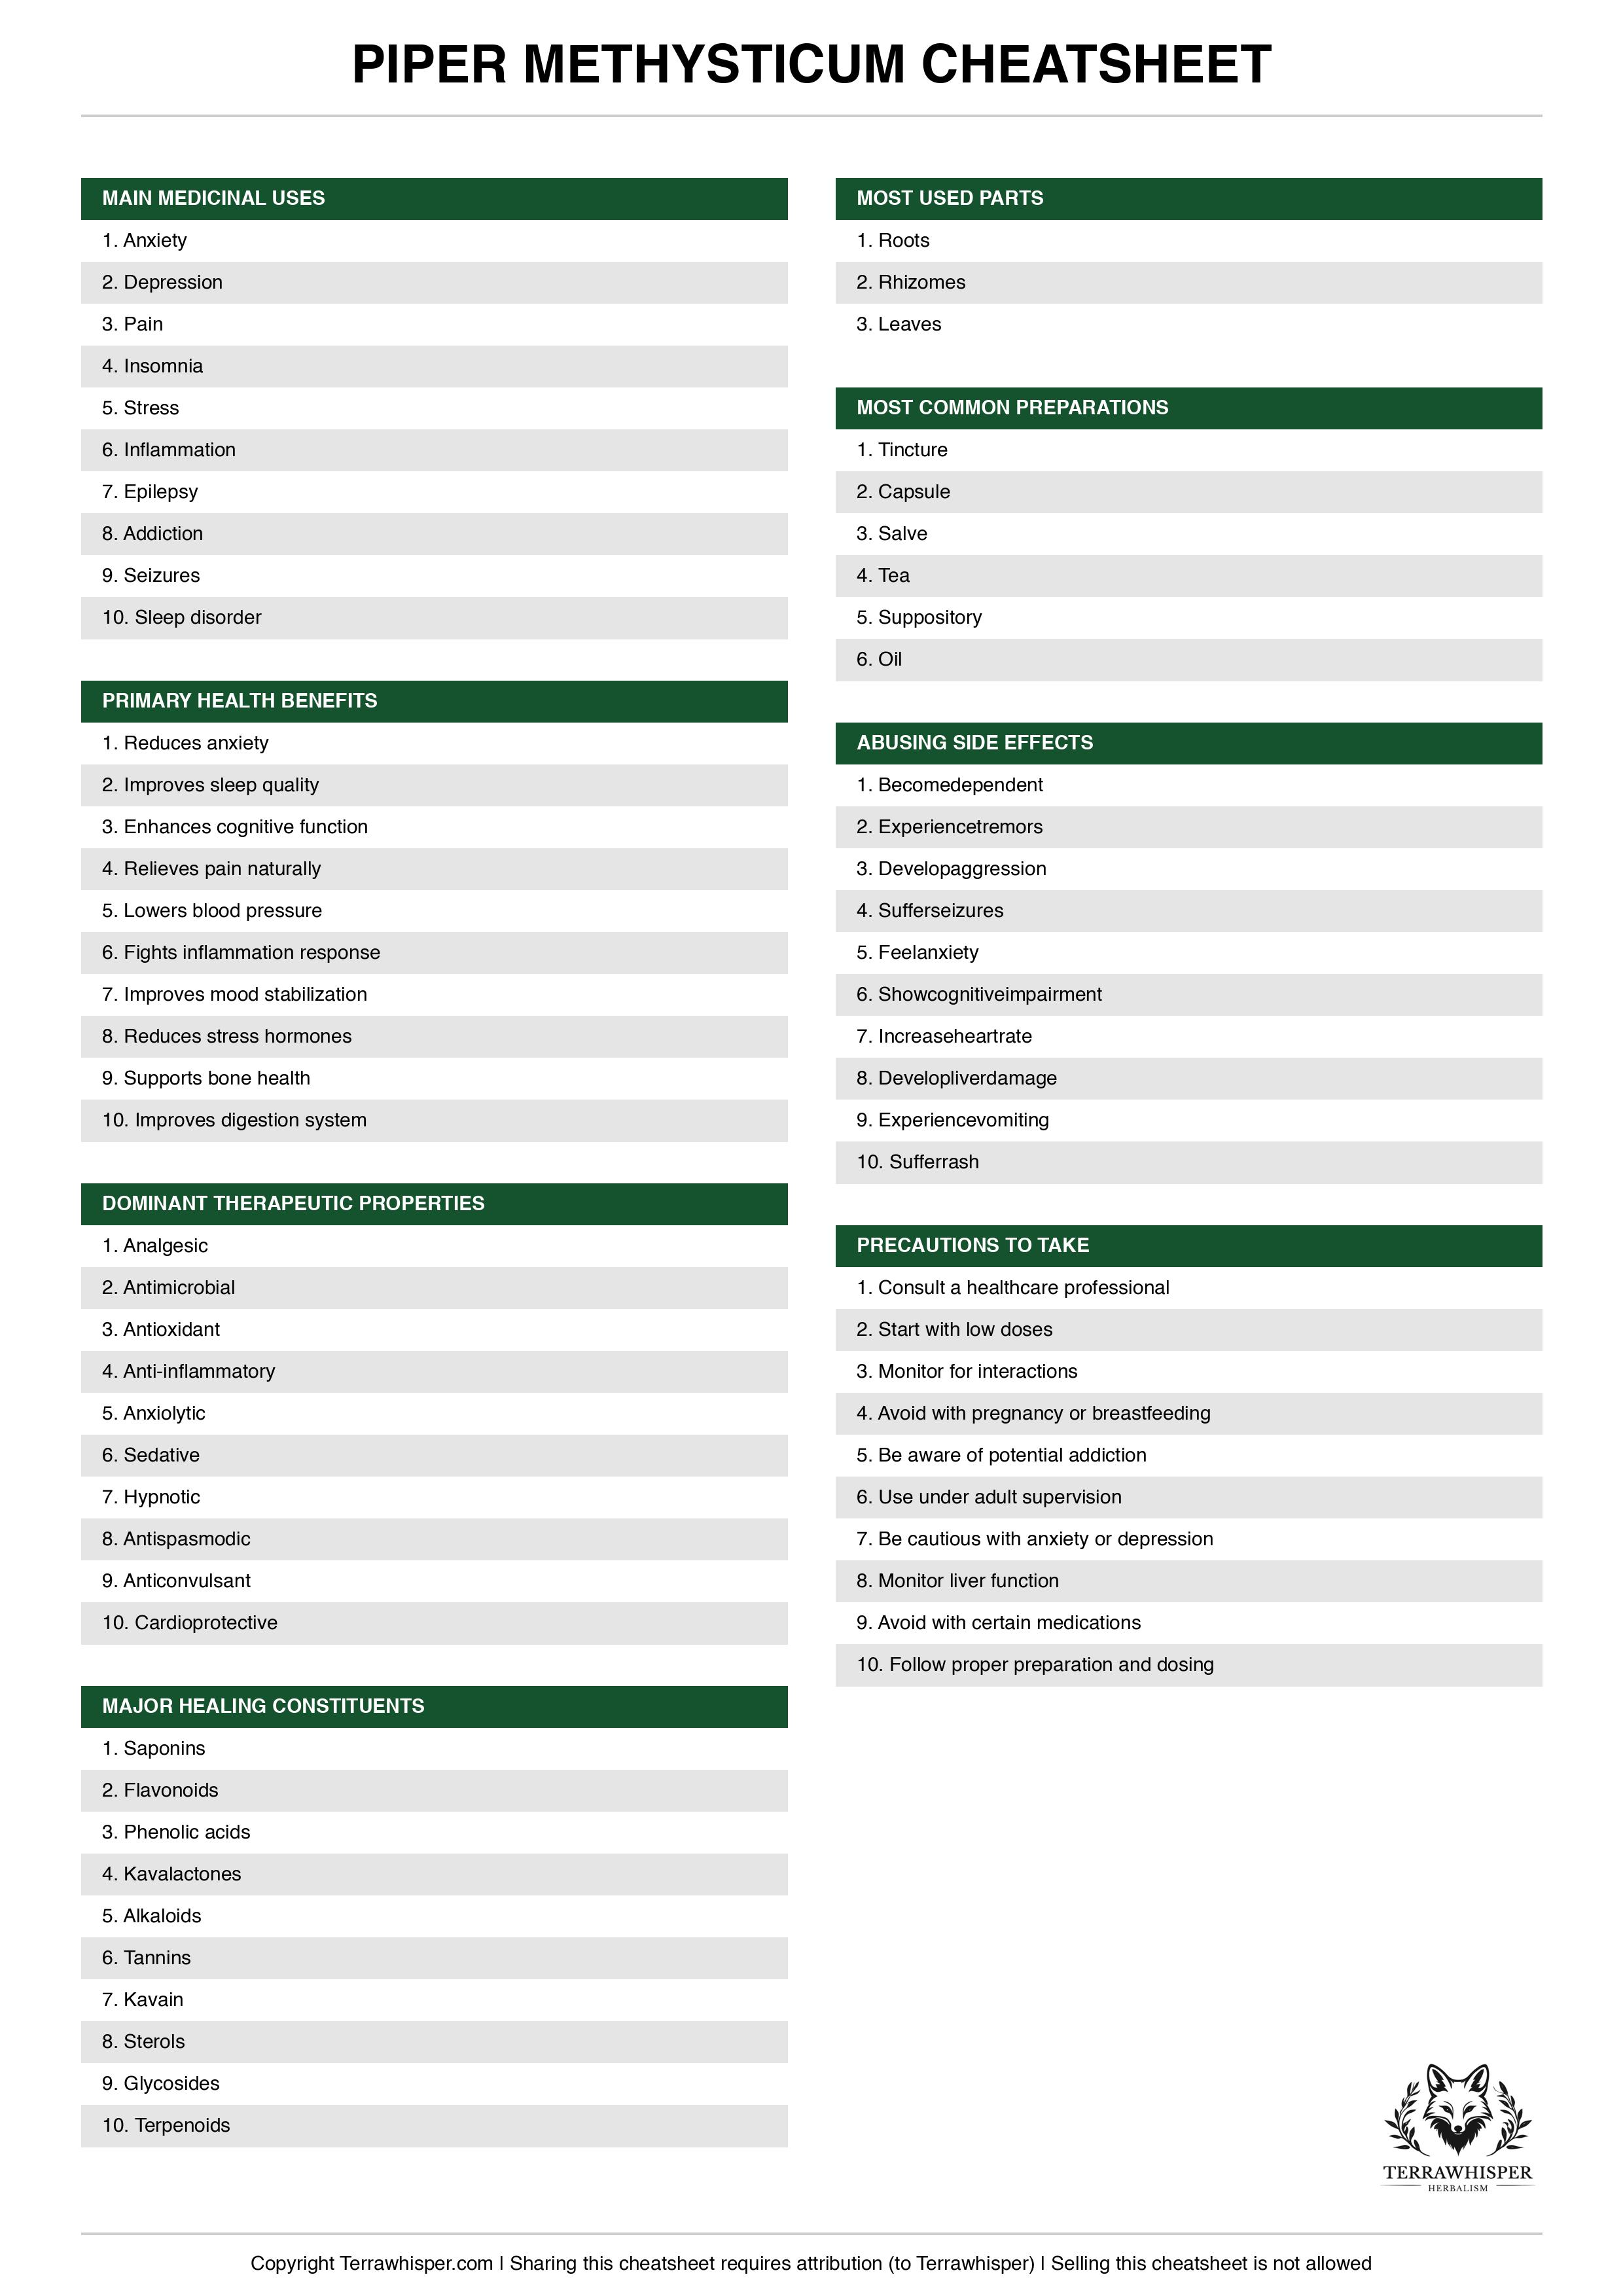 PIPER METHYSTICUM CHEATSHEET
MAIN MEDICINAL USES
1. Anxiety
2. Depression
3. Pain
4. Insomnia
5. Stress
6. Inflammation
7. Epilepsy
8. Addiction
9. Seizures
10. Sleep disorder
PRIMARY HEALTH BENEFITS
1. Reduces anxiety
2. Improves sleep quality
3. Enhances cognitive function
4. Relieves pain naturally
5. Lowers blood pressure
6. Fights inflammation response
7. Improves mood stabilization
8. Reduces stress hormones
9. Supports bone health
10. Improves digestion system
DOMINANT THERAPEUTIC PROPERTIES
1. Analgesic
2. Antimicrobial
3. Antioxidant
4. Anti-inflammatory
5. Anxiolytic
6. Sedative
7. Hypnotic
8. Antispasmodic
9. Anticonvulsant
10. Cardioprotective
MAJOR HEALING CONSTITUENTS
1. Saponins
2. Flavonoids
3. Phenolic acids
4. Kavalactones
5. Alkaloids
6. Tannins
7. Kavain
8. Sterols
9. Glycosides
10. Terpenoids
MOST USED PARTS
1. Roots
2. Rhizomes
3. Leaves
MOST COMMON PREPARATIONS
1. Tincture
2. Capsule
3. Salve
4. Tea
5. Suppository
6. Oil
ABUSING SIDE EFFECTS
1. Becomedependent
2. Experiencetremors
3. Developaggression
4. Sufferseizures
5. Feelanxiety
6. Showcognitiveimpairment
7. Increaseheartrate
8. Developliverdamage
9. Experiencevomiting
10. Sufferrash
PRECAUTIONS TO TAKE
1. Consult a healthcare professional
2. Start with low doses
3. Monitor for interactions
4. Avoid with pregnancy or breastfeeding
5. Be aware of potential addiction
6. Use under adult supervision
7. Be cautious with anxiety or depression
8. Monitor liver function
9. Avoid with certain medications
10. Follow proper preparation and dosing
TERRAWHISPER
HERBALISM
Copyright Terrawhisper.com | Sharing this cheatsheet requires attribution (to Terrawhisper) | Selling this cheatsheet is not allowed